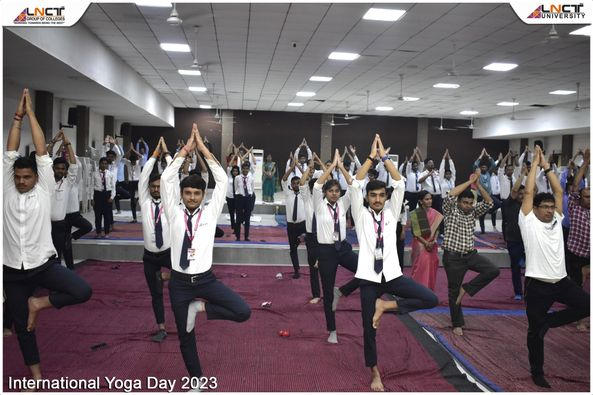 LNCT
GROUP OF COLLEGES
LNCT
UNIVERSITY
International Yoga Day 2023